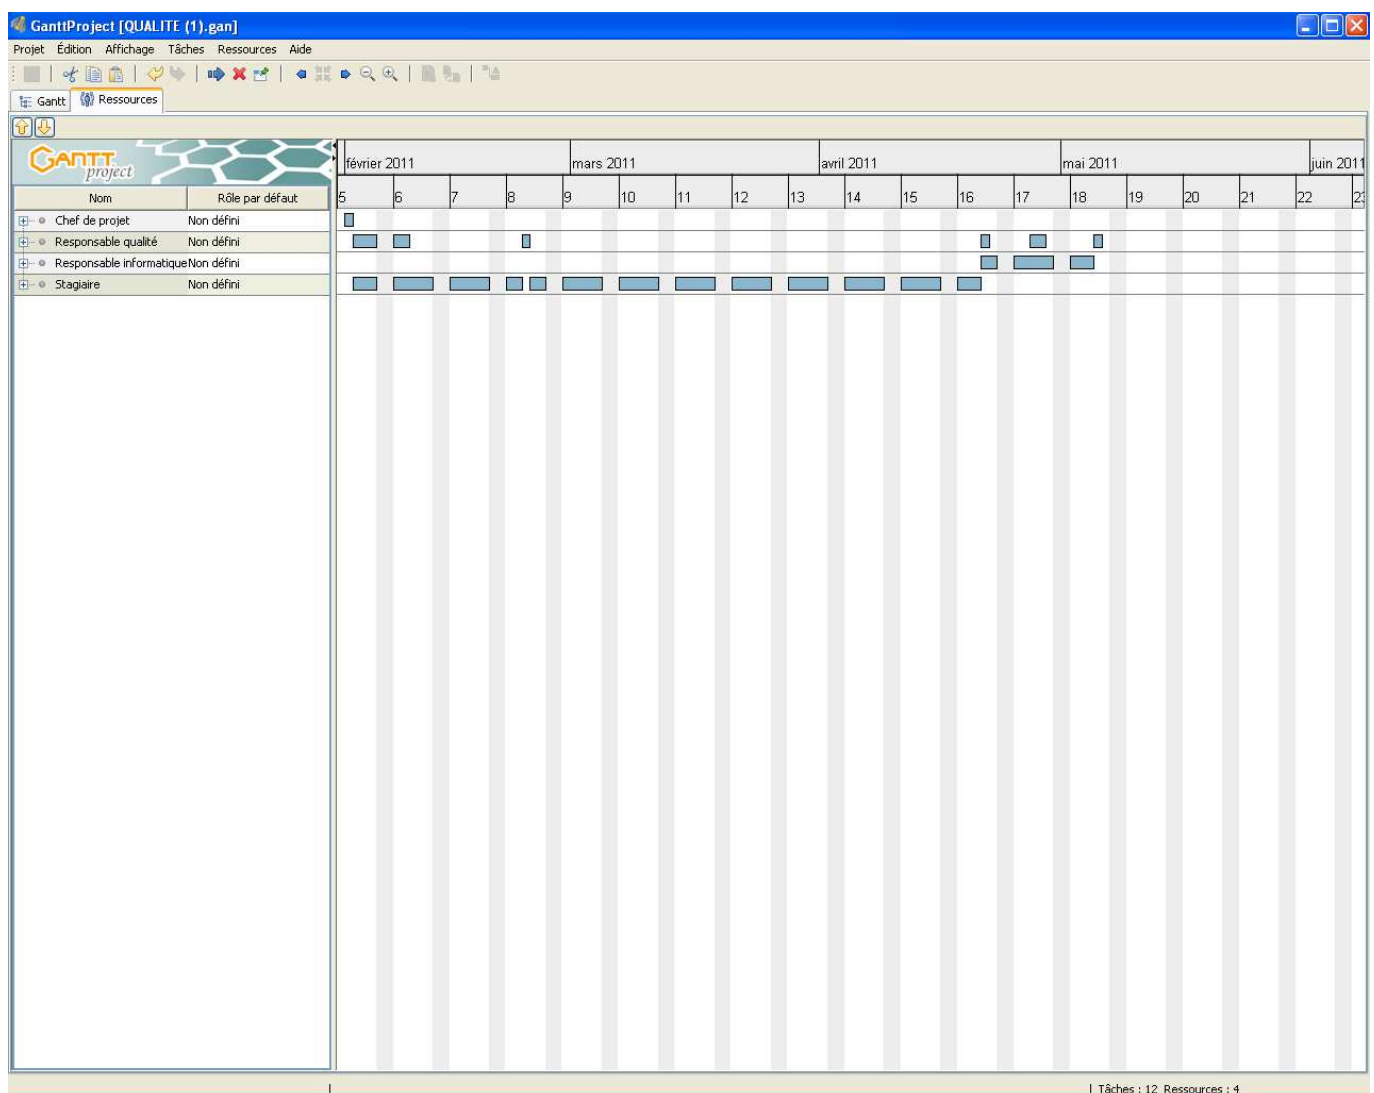 GanttProject [QUALITE (1).gan]
Projet Édition Affichage Tâches Ressources Aide
Gantt Ressources
GANTT project
février 2011 mars 2011 avril 2011 mai 2011 juin 2011
Nom Rôle par défaut 5 6 7 8 9 10 11 12 13 14 15 16 17 18 19 20 21 22 23
Chef de projet Non défini
Responsable qualité Non défini
Responsable informatique Non défini
Stagiaire Non défini
Tâches : 12 Ressources : 4